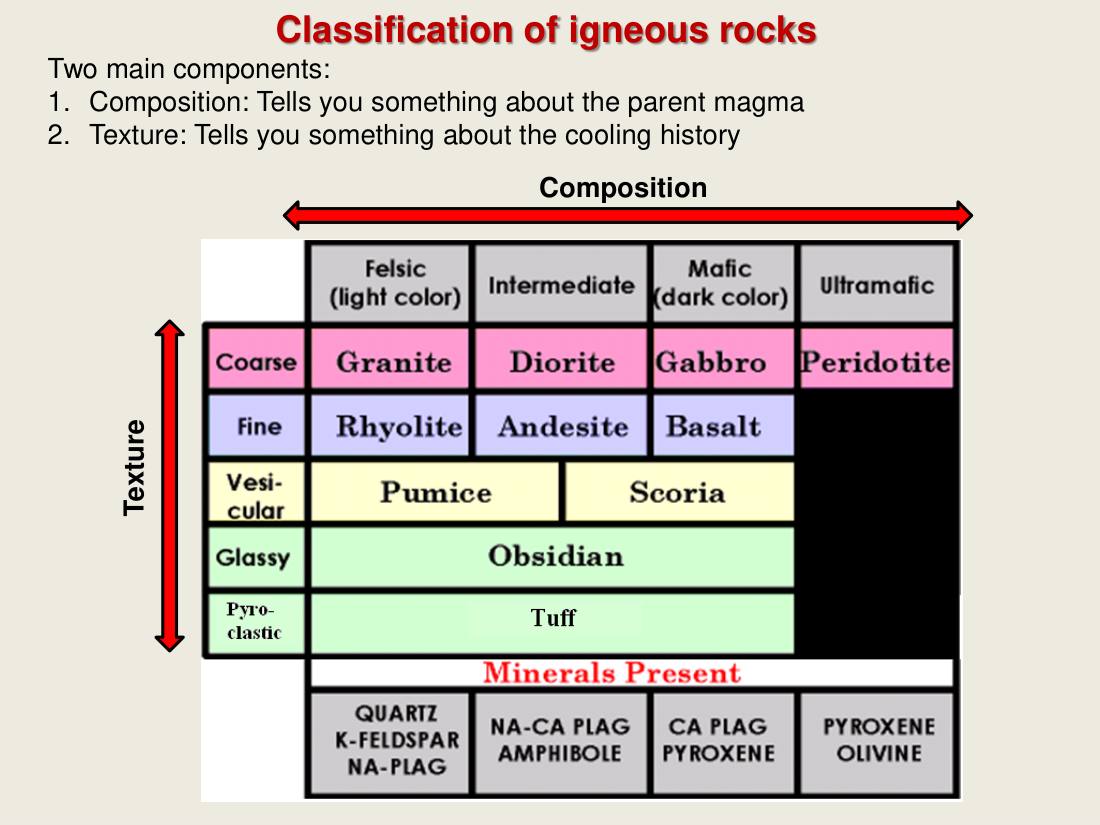 Classification of igneous rocks
Two main components:
1. Composition: Tells you something about the parent magma
2. Texture: Tells you something about the cooling history
Composition
Texture
Felsic
(light color)
Intermediate
Mafic
(dark color)
Ultramafic
Coarse
Granite
Diorite
Gabbro
Peridotite
Fine
Rhyolite
Andesite
Basalt
Vesi-
cular
Pumice
Scoria
Glassy
Obsidian
Pyro-
clastic
Tuff
Minerals Present
QUARTZ
K-FELDSPAR
NA-PLAG
NA-CA PLAG
AMPHIBOLE
CA PLAG
PYROXENE
PYROXENE
OLIVINE